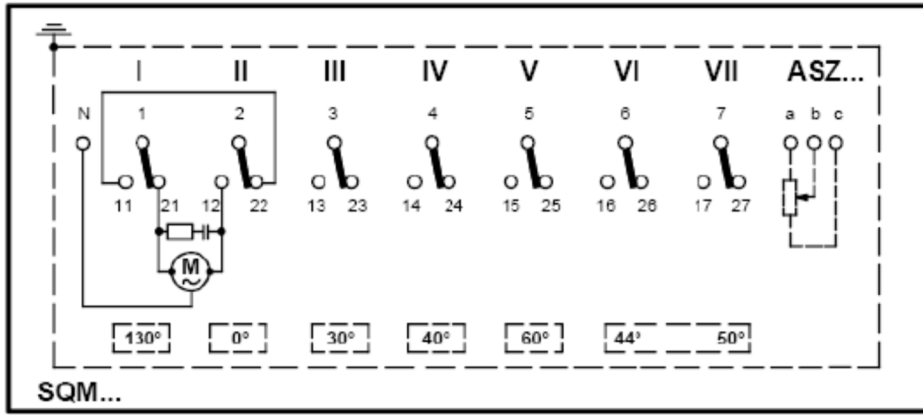 I II III IV V VI VII ASZ...
N 1 2 3 4 5 6 7 a b c
11 21 12 22 13 23 14 24 15 25 16 26 17 27
M
130° 0° 30° 40° 60° 44° 50°
SQM...